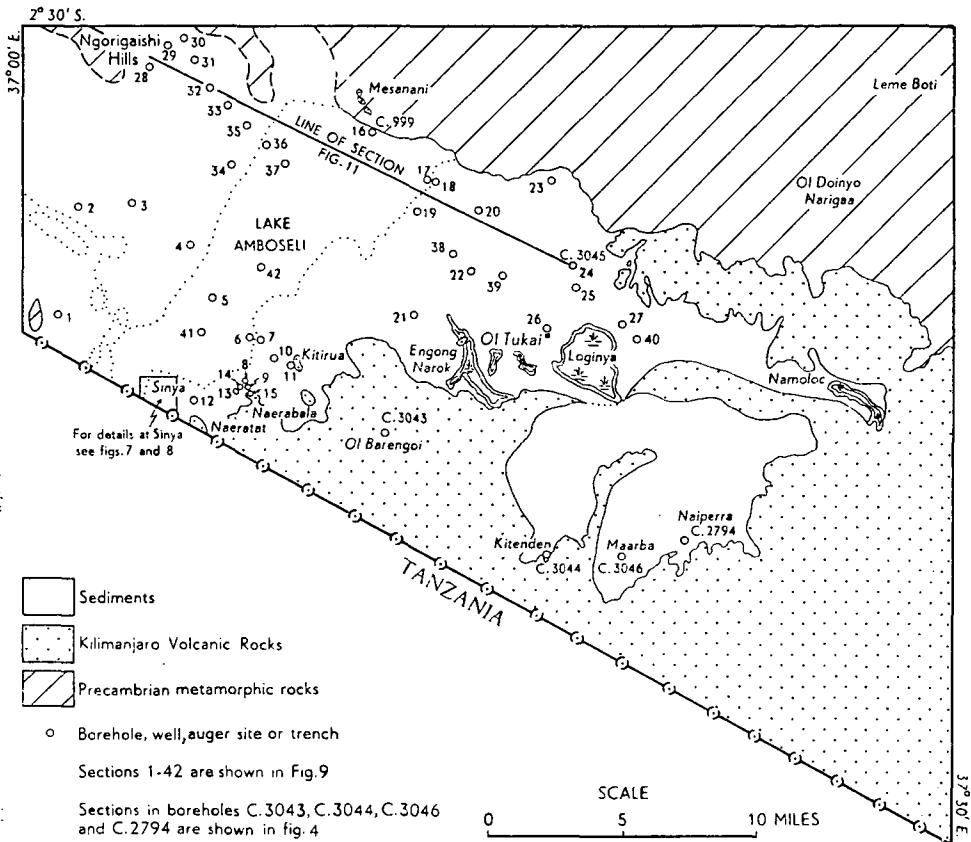 2° 30' S.
37°00' E.
Ngorigaishi
Hills
29
30
28
31
32
33
35
36
34
37
Mesanani
C.999
16
LINE OF SECTION
FIG. 11
Leme Boti
Ol Doinyo
Narigaa
17
18
23
2
3
19
20
LAKE
AMBOSELI
4
42
38
22
39
C.3045
24
25
5
1
41
6
7
21
26
27
40
10
Kitirua
11
Engong
Narok
Ol Tukai
Loginya
Namoloc
14
8
9
13
15
Sinya
12
Naerabala
Naeratat
For details at Sinya
see figs. 7 and 8
C.3043
Ol Barengoi
Naiperra
C.2794
Kitenden
C.3044
Maarba
C.3046
TANZANIA
Sediments
Kilimanjaro Volcanic Rocks
Precambrian metamorphic rocks
Borehole, well, auger site or trench
Sections 1-42 are shown in Fig. 9
Sections in boreholes C.3043, C.3044, C.3046
and C.2794 are shown in fig. 4
SCALE
0 5 10 MILES
37°30' E.